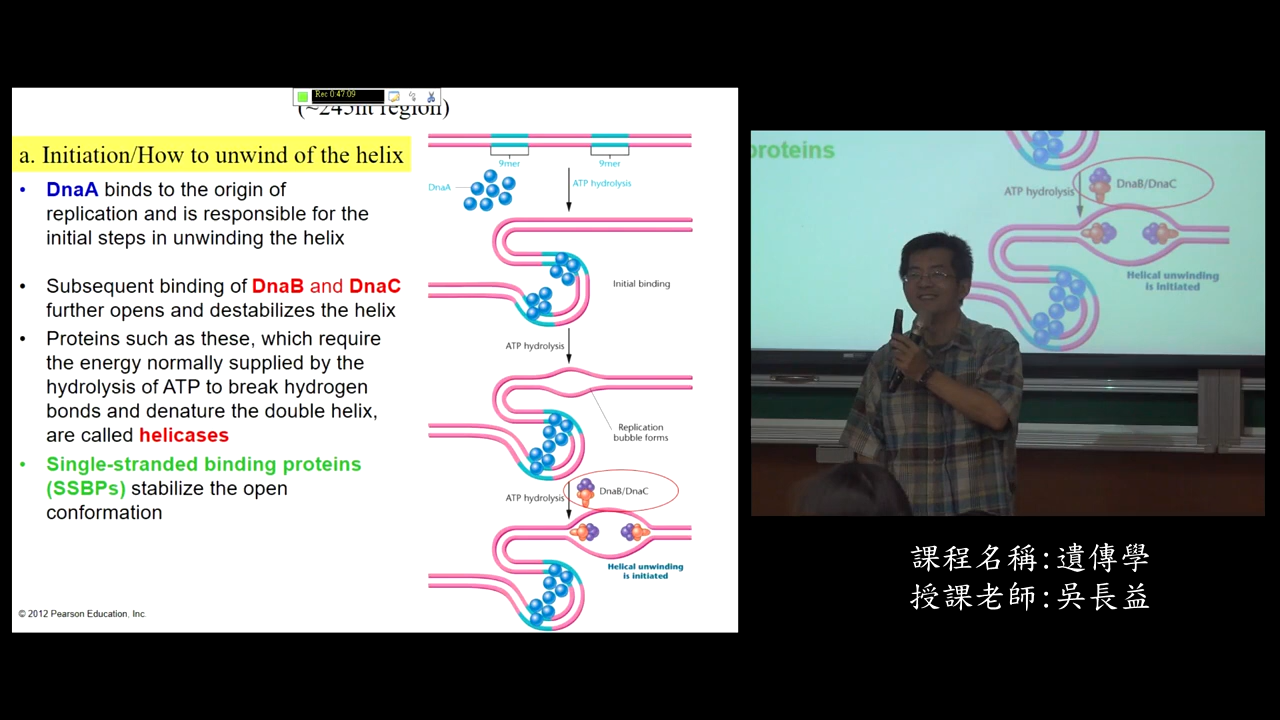 Rec 0:47:09
(~245nt region)
a. Initiation/How to unwind of the helix
• DnaA binds to the origin of
replication and is responsible for the
initial steps in unwinding the helix
• Subsequent binding of DnaB and DnaC
further opens and destabilizes the helix
• Proteins such as these, which require
the energy normally supplied by the
hydrolysis of ATP to break hydrogen
bonds and denature the double helix,
are called helicases
• Single-stranded binding proteins
(SSBPs) stabilize the open
conformation
© 2012 Pearson Education, Inc.
9mer
9mer
DnaA
ATP hydrolysis
Initial binding
ATP hydrolysis
Replication
bubble forms
ATP hydrolysis
DnaB/DnaC
Helical unwinding
is initiated
proteins
ATP hydrolysis
DnaB/DnaC
Helical unwinding
is initiated
課程名稱:遺傳學
授課老師:吳長益